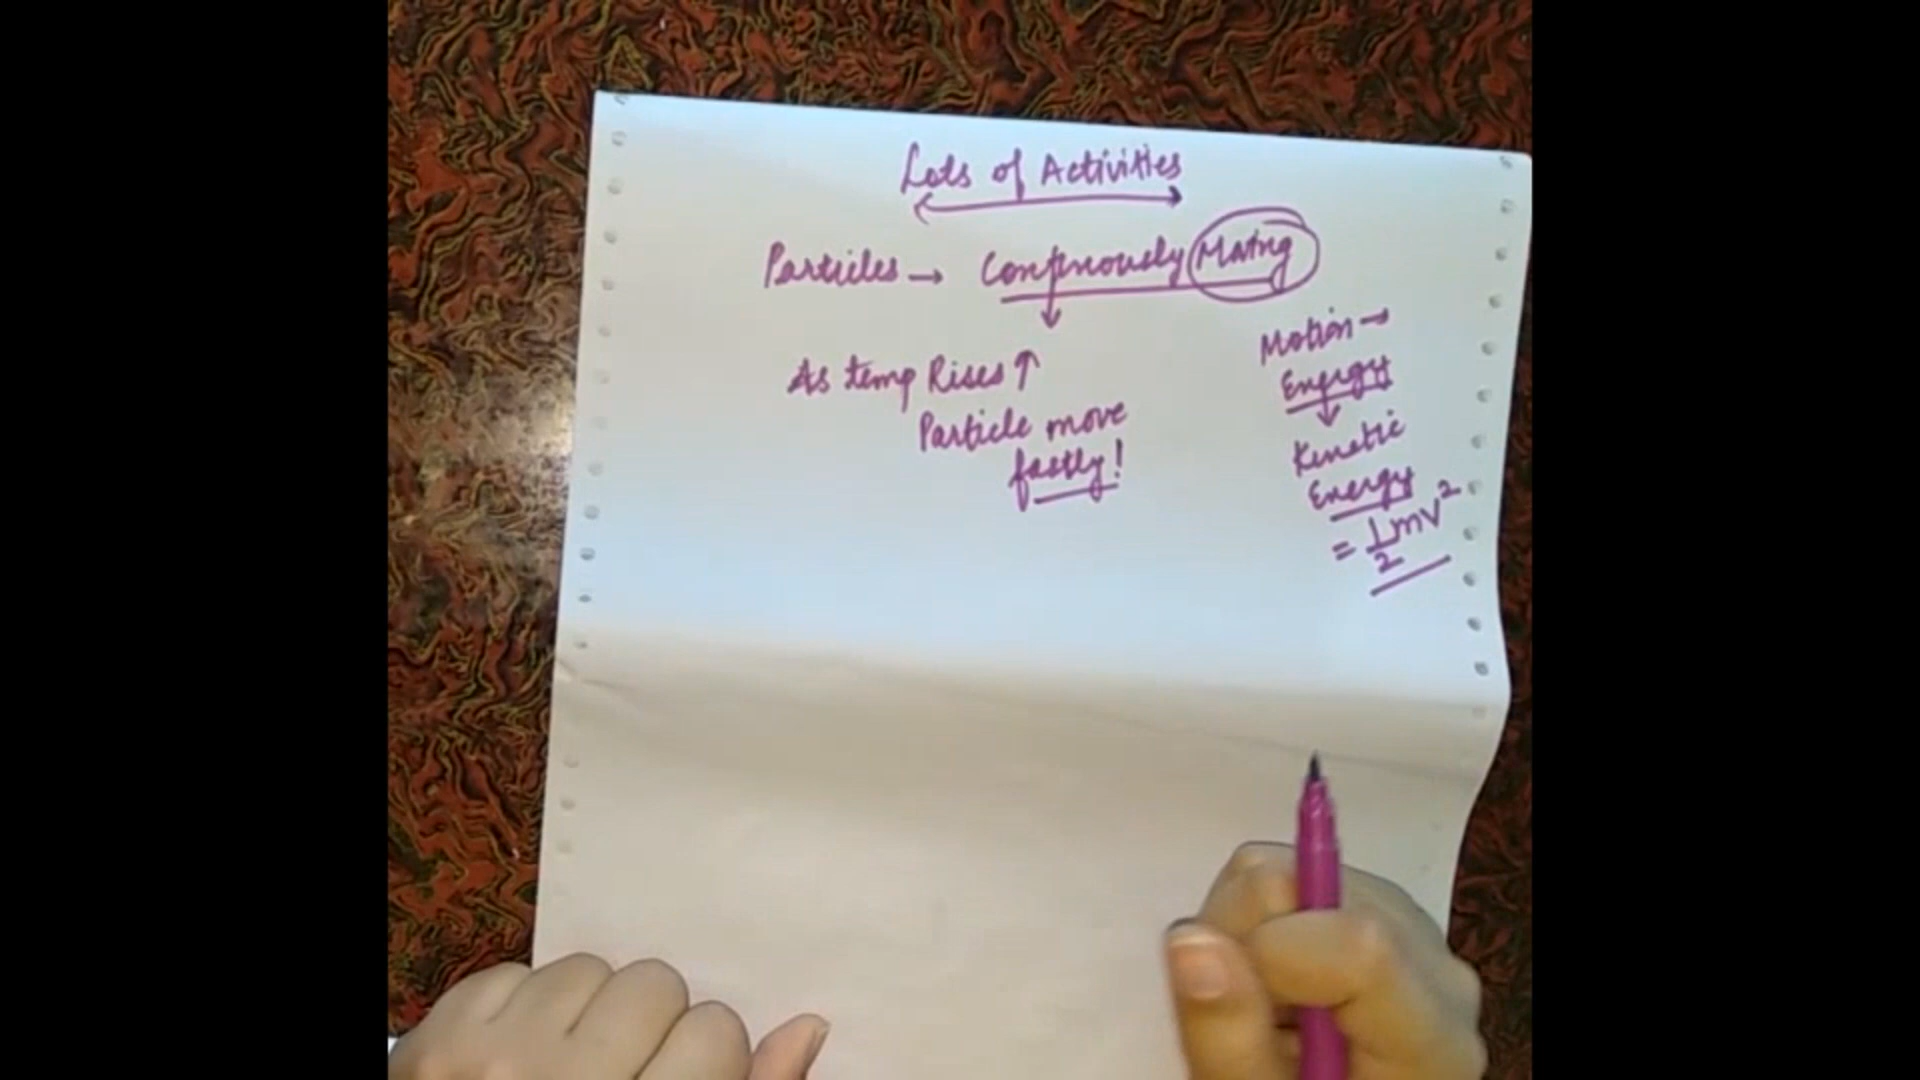 Lots of Activities
Particles → Continuously Moving
As temp Rises ↑
Particle move
fastly!
Motion →
Energy
Kinetic
Energy
= 1/2 mv²